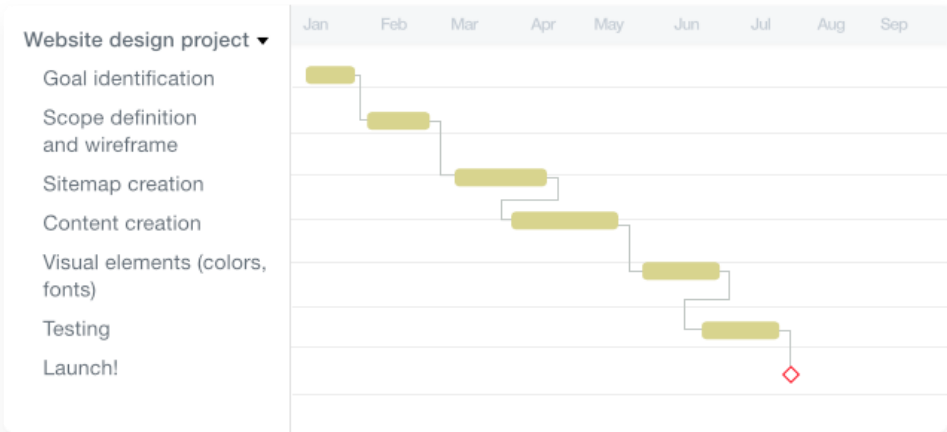 Jan Feb Mar Apr May Jun Jul Aug Sep
Website design project
Goal identification
Scope definition
and wireframe
Sitemap creation
Content creation
Visual elements (colors,
fonts)
Testing
Launch!